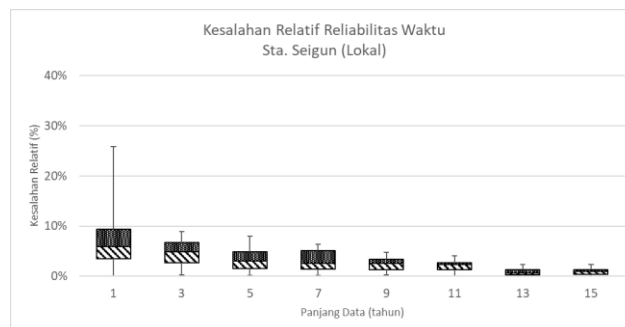 Kesalahan Relatif Reliabilitas Waktu
Sta. Seigun (Lokal)
Kesalahan Relatif (%)
40%
30%
20%
10%
0%
1 3 5 7 9 11 13 15
Panjang Data (tahun)